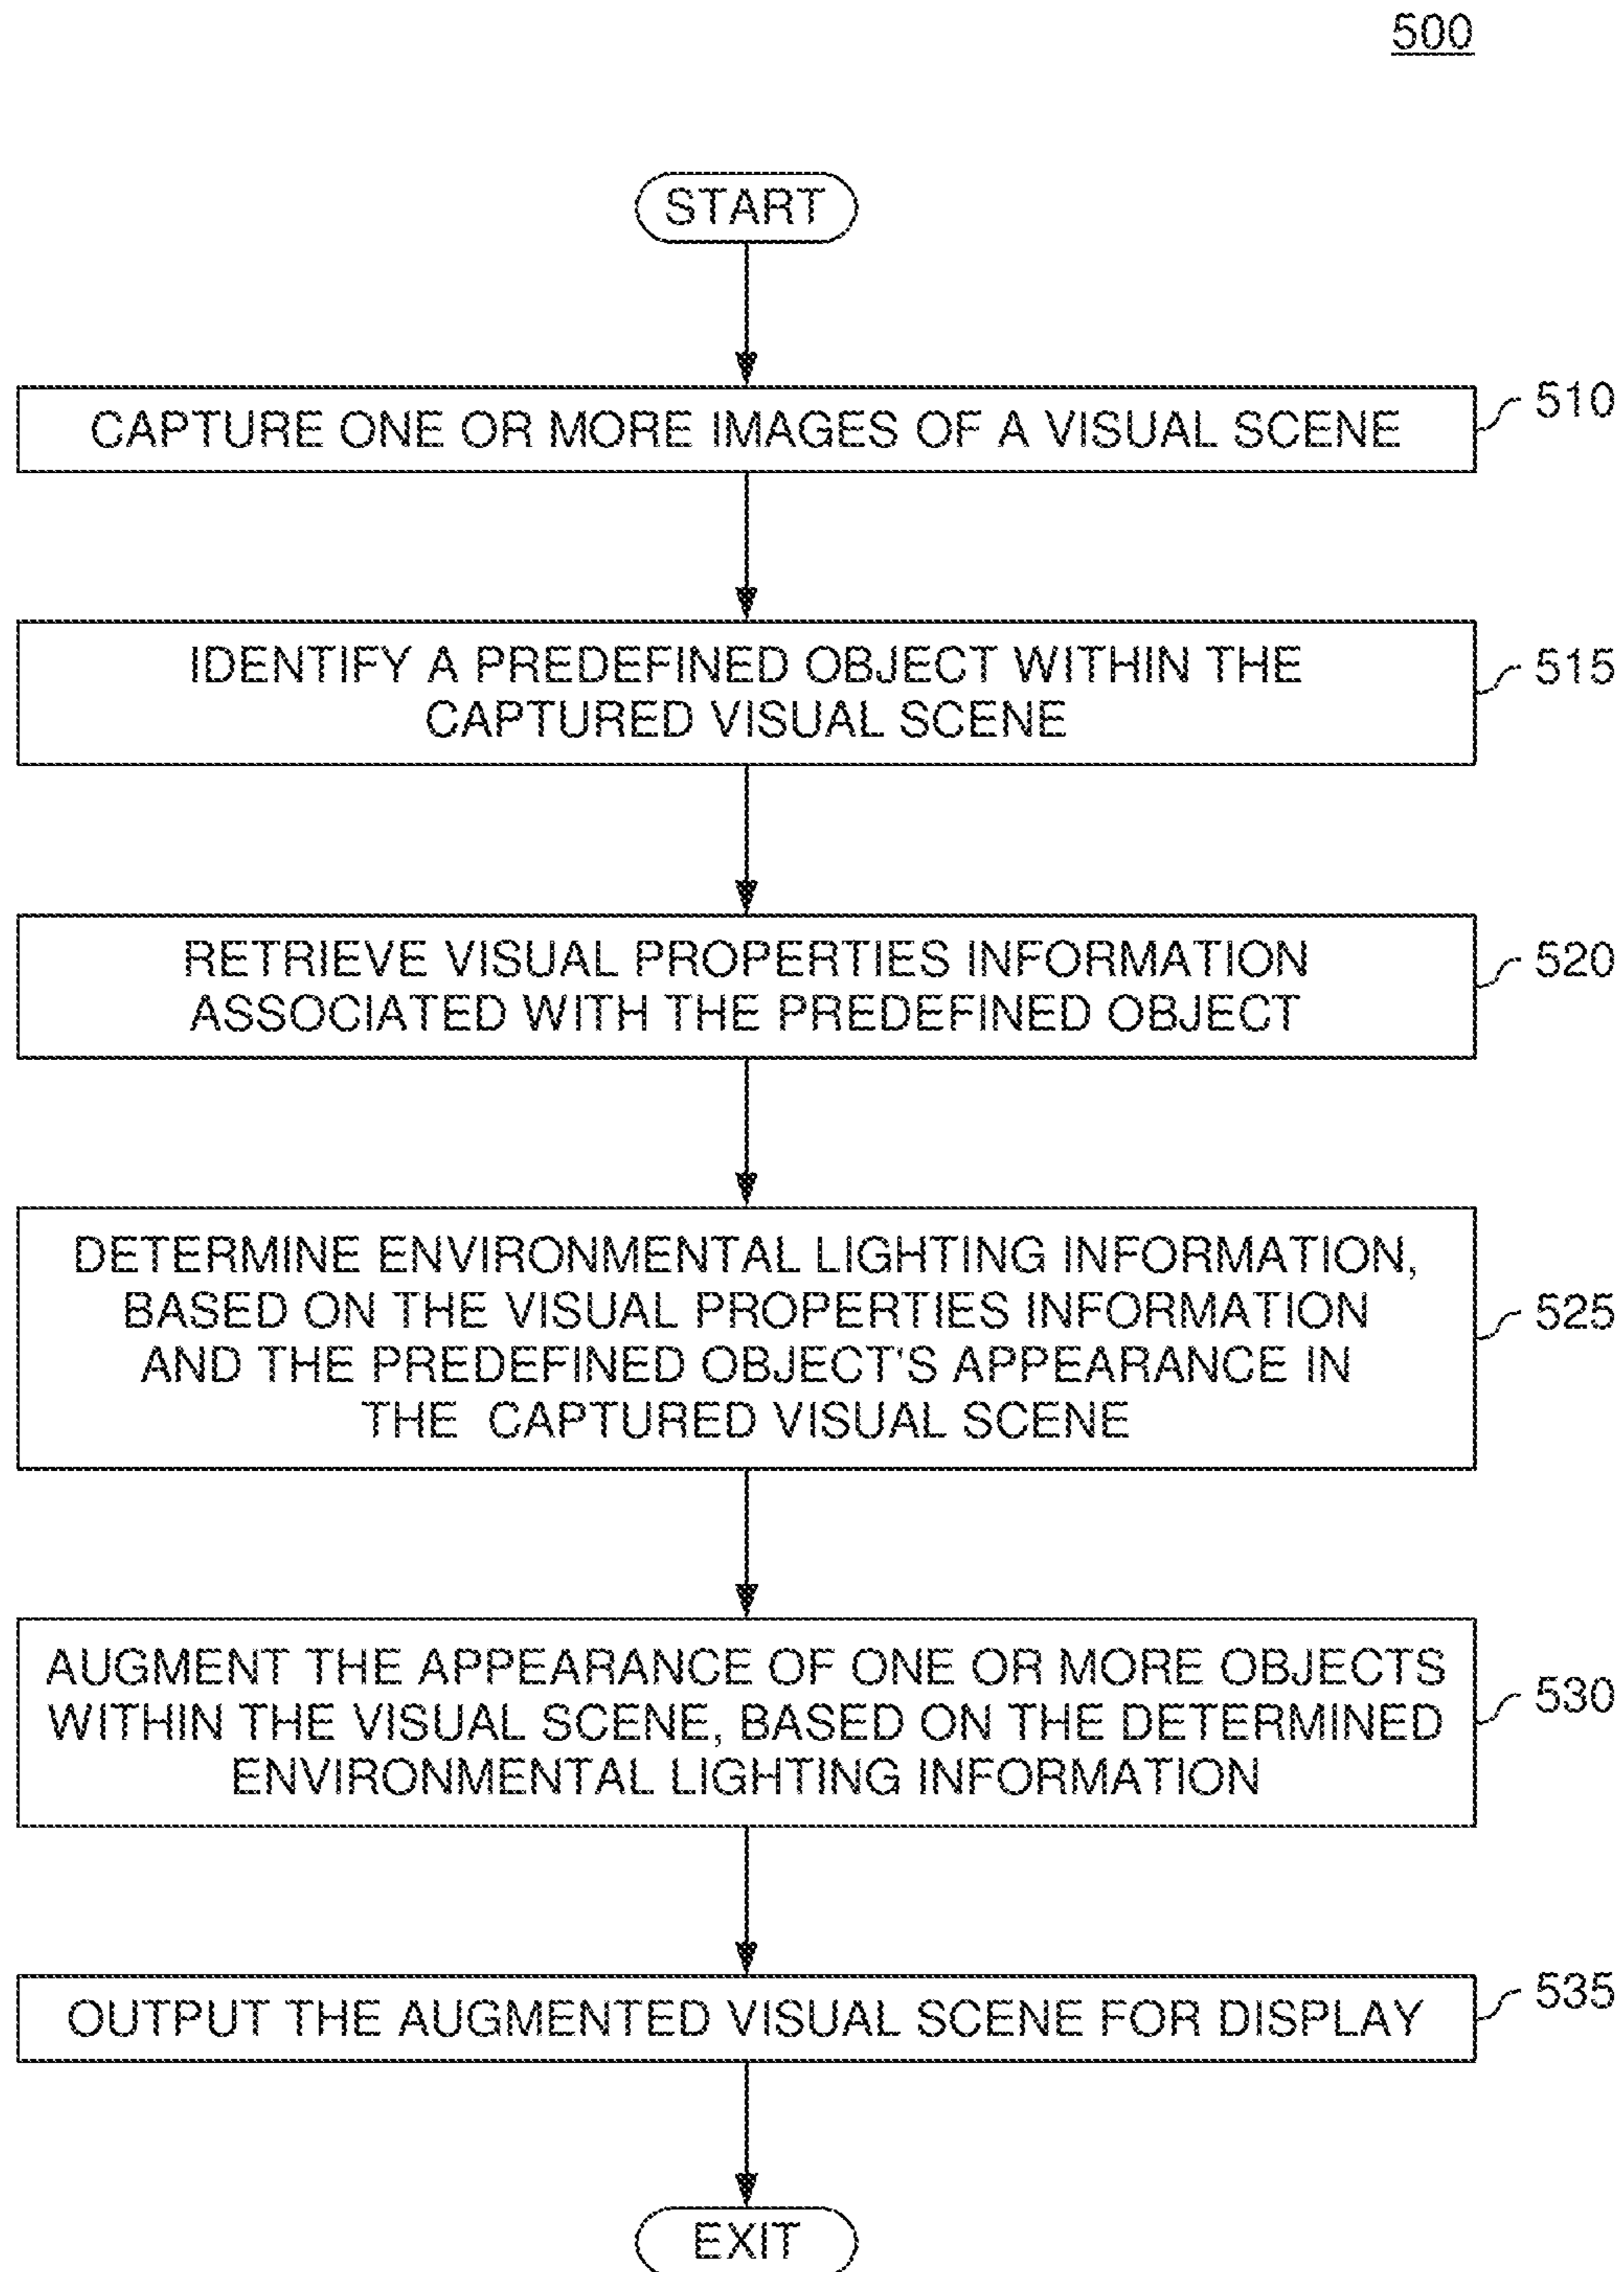 500
START
CAPTURE ONE OR MORE IMAGES OF A VISUAL SCENE
510
IDENTIFY A PREDEFINED OBJECT WITHIN THE
CAPTURED VISUAL SCENE
515
RETRIEVE VISUAL PROPERTIES INFORMATION
ASSOCIATED WITH THE PREDEFINED OBJECT
520
DETERMINE ENVIRONMENTAL LIGHTING INFORMATION,
BASED ON THE VISUAL PROPERTIES INFORMATION
AND THE PREDEFINED OBJECT'S APPEARANCE IN
THE CAPTURED VISUAL SCENE
525
AUGMENT THE APPEARANCE OF ONE OR MORE OBJECTS
WITHIN THE VISUAL SCENE, BASED ON THE DETERMINED
ENVIRONMENTAL LIGHTING INFORMATION
530
OUTPUT THE AUGMENTED VISUAL SCENE FOR DISPLAY
535
EXIT